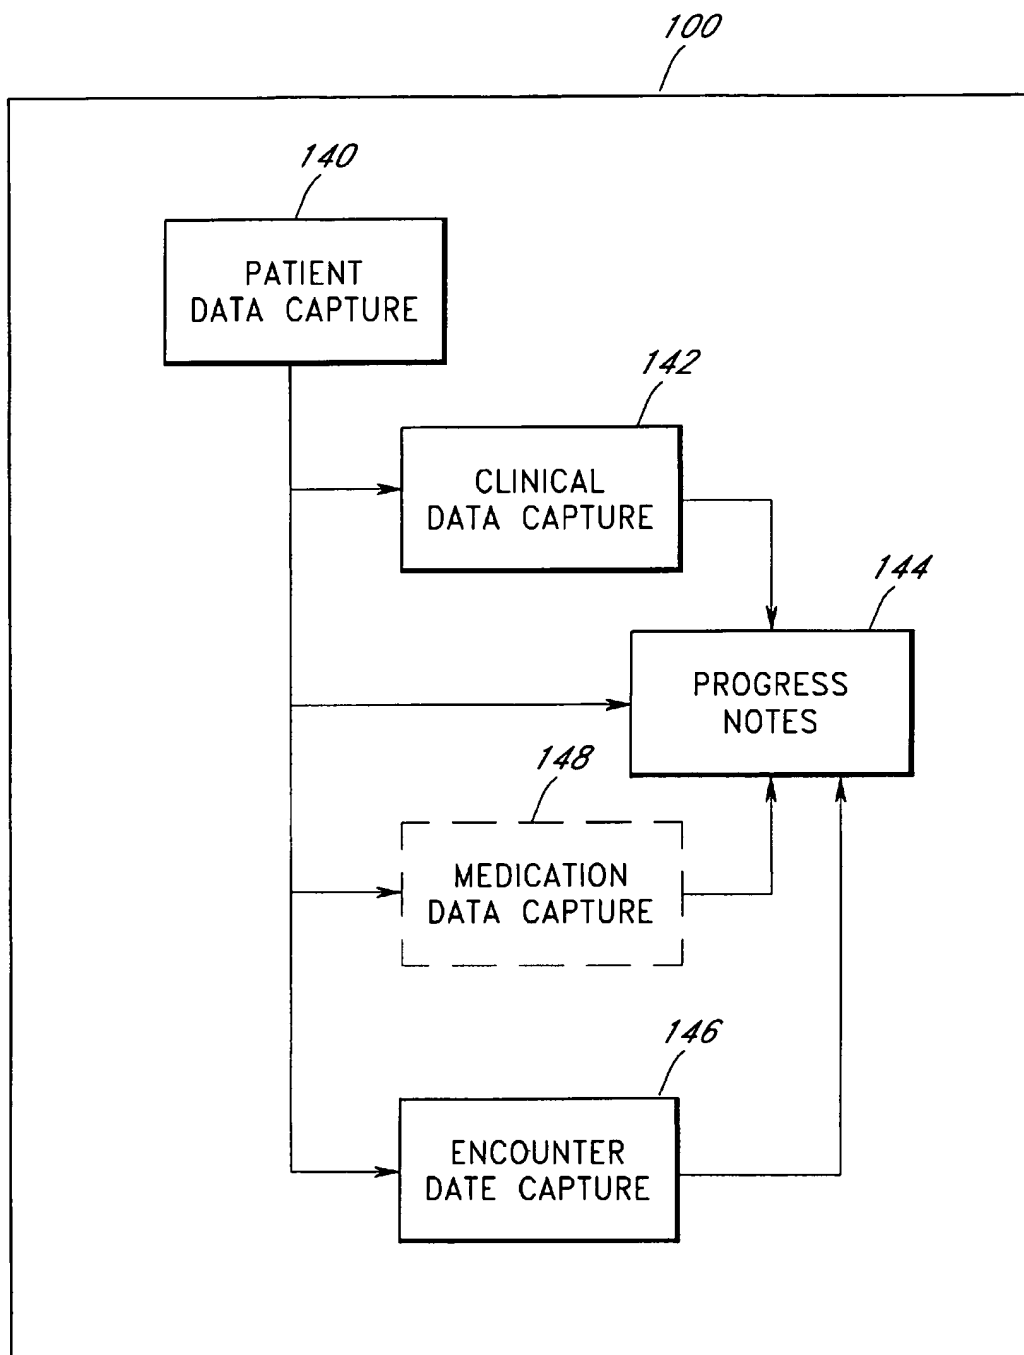 100
140
PATIENT
DATA CAPTURE
142
CLINICAL
DATA CAPTURE
144
PROGRESS
NOTES
148
MEDICATION
DATA CAPTURE
146
ENCOUNTER
DATE CAPTURE